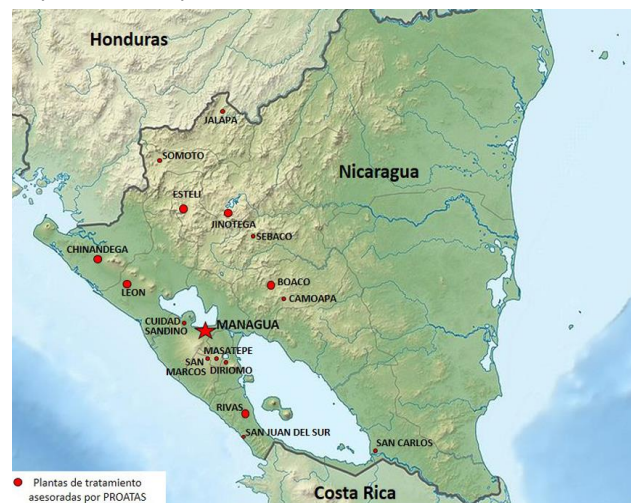 Honduras
JALAPA
SOMOTO
Nicaragua
ESTELI
JINOTEGA
SEBACO
CHINANDEGA
LEON
BOACO
CAMOAPA
CUIDAD
SANDINO
MANAGUA
MASATEPE
SAN
MARCOS
DIRIOMO
RIVAS
SAN JUAN DEL SUR
SAN CARLOS
Plantas de tratamiento
asesoradas por PROATAS
Costa Rica